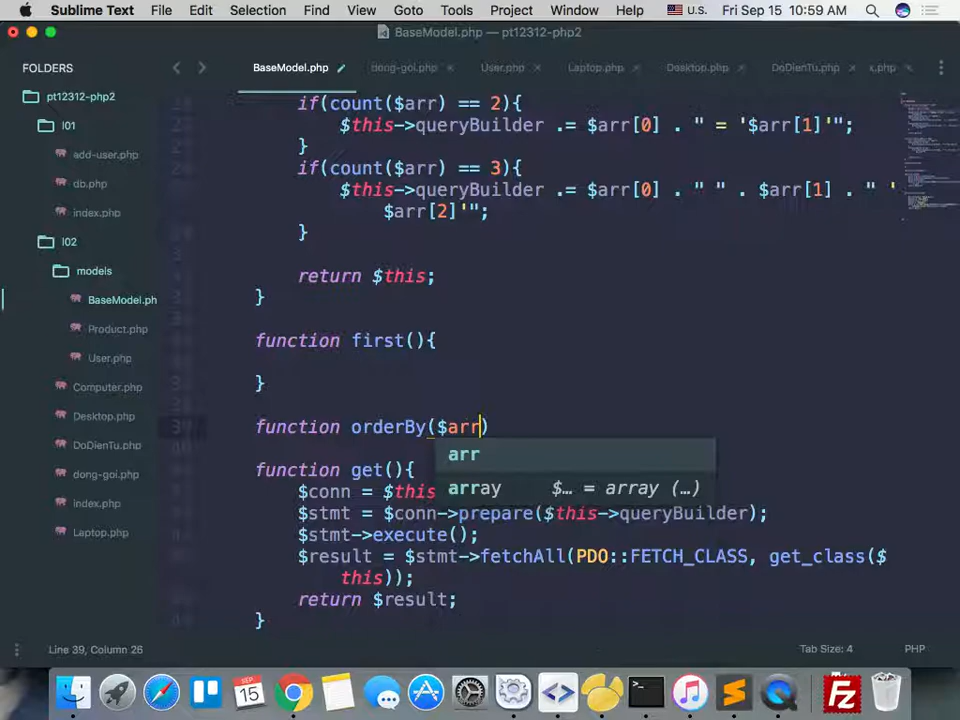 Sublime Text File Edit Selection Find View Goto Tools Project Window Help U.S. Fri Sep 15 10:59 AM
BaseModel.php — pt12312-php2
FOLDERS
BaseModel.php dong-goi.php User.php Laptop.php Desktop.php DoDienTu.php x.php
pt12312-php2
l01
add-user.php
db.php
index.php
l02
models
BaseModel.ph
Product.php
User.php
Computer.php
Desktop.php
DoDienTu.php
dong-goi.php
index.php
Laptop.php
if(count($arr) == 2){
$this->queryBuilder .= $arr[0] . " = '$arr[1]'";
}
if(count($arr) == 3){
$this->queryBuilder .= $arr[0] . " " . $arr[1] . " '
$arr[2]'";
}
return $this;
}
function first(){
}
function orderBy($arr)
arr
array $… = array (…)
function get(){
$conn = $this
$stmt = $conn->prepare($this->queryBuilder);
$stmt->execute();
$result = $stmt->fetchAll(PDO::FETCH_CLASS, get_class($
this));
return $result;
}
Line 39, Column 26 Tab Size: 4 PHP
SEP
15
Fz